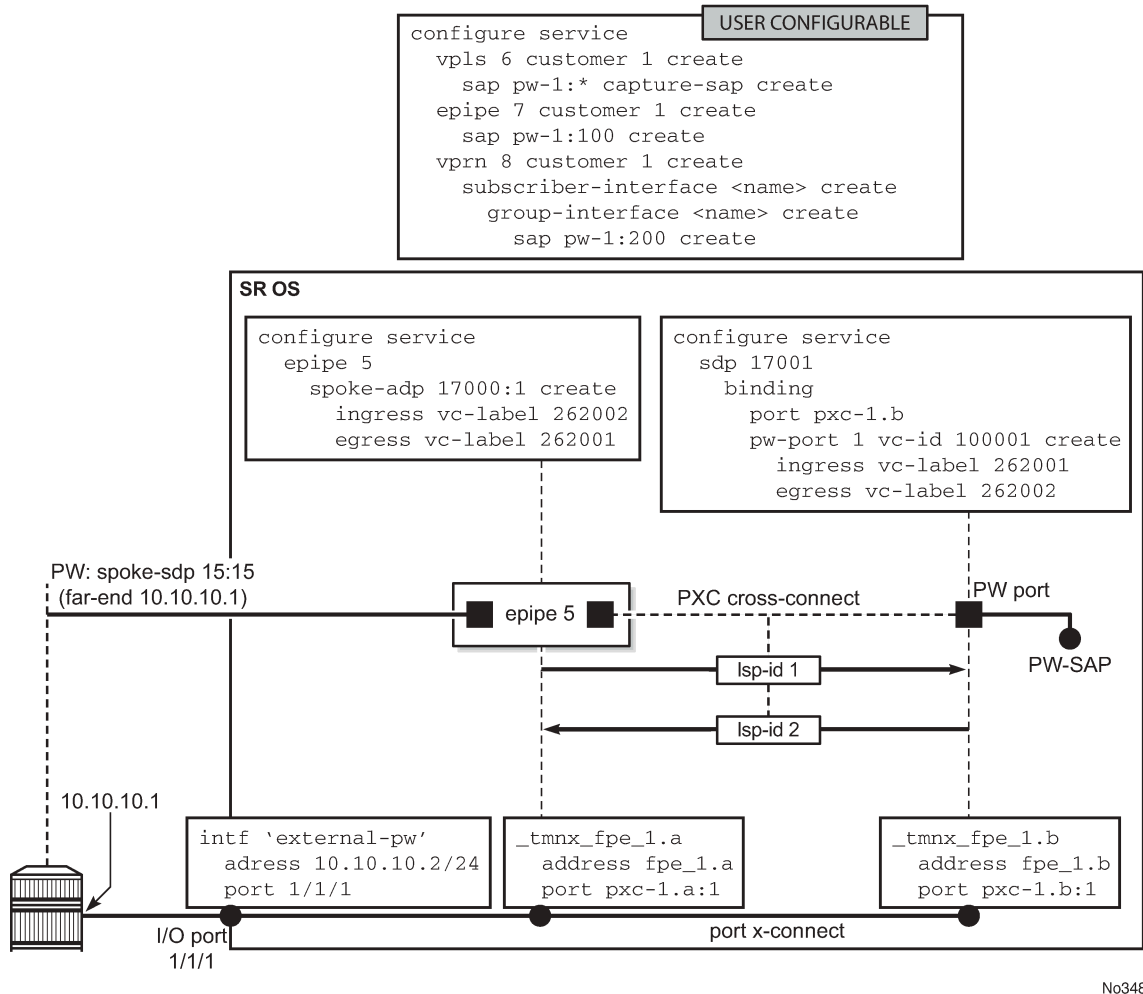 USER CONFIGURABLE
configure service
vpls 6 customer 1 create
sap pw-1:* capture-sap create
epipe 7 customer 1 create
sap pw-1:100 create
vprn 8 customer 1 create
subscriber-interface <name> create
group-interface <name> create
sap pw-1:200 create
SR OS
configure service
epipe 5
spoke-adp 17000:1 create
ingress vc-label 262002
egress vc-label 262001
configure service
sdp 17001
binding
port pxc-1.b
pw-port 1 vc-id 100001 create
ingress vc-label 262001
egress vc-label 262002
PW: spoke-sdp 15:15
(far-end 10.10.10.1)
epipe 5
PXC cross-connect
PW port
PW-SAP
lsp-id 1
lsp-id 2
10.10.10.1
intf ‘external-pw’
adress 10.10.10.2/24
port 1/1/1
_tmnx_fpe_1.a
address fpe_1.a
port pxc-1.a:1
_tmnx_fpe_1.b
address fpe_1.b
port pxc-1.b:1
I/O port
1/1/1
port x-connect
No348